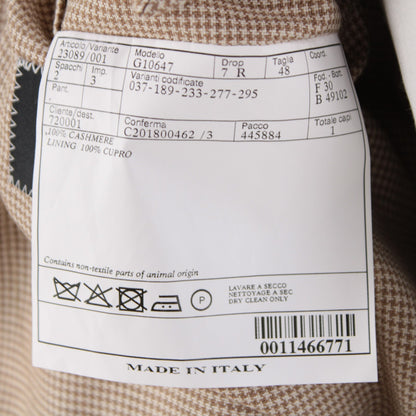 Articolo/Variante Modello Drop Taglia Coord.
23089/001 G10647 7 R 48
Spacchi Imp. Varianti codificate Fod. - Bott.
2 3 037-189-233-277-295 F 30
Pant. B 49102
Cliente/dest. Conferma Pacco Totale capi
720001 C201800462 /3 445884 1
100% CASHMERE
LINING 100% CUPRO
Contains non-textile parts of animal origin
P
LAVARE A SECCO
NETTOYAGE A SEC
DRY CLEAN ONLY
0011466771
MADE IN ITALY